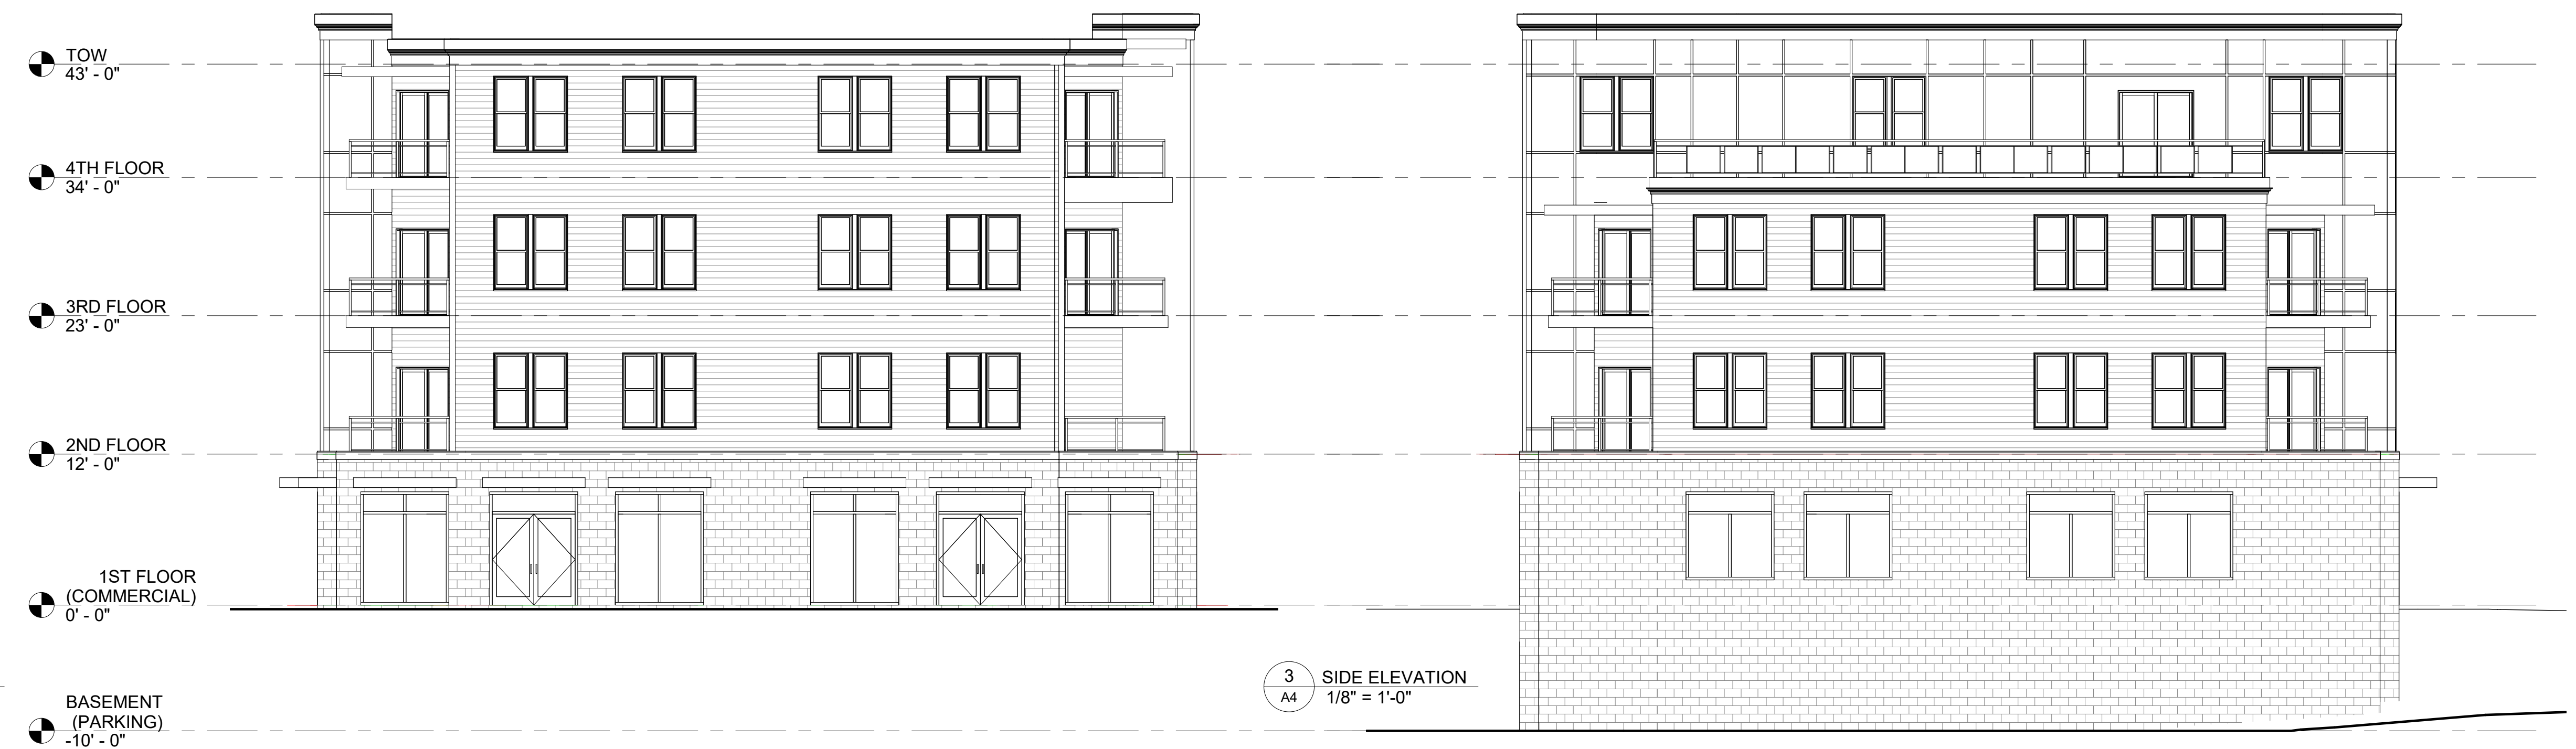 TOW
43' - 0"
4TH FLOOR
34' - 0"
3RD FLOOR
23' - 0"
2ND FLOOR
12' - 0"
1ST FLOOR
(COMMERCIAL)
0' - 0"
BASEMENT
(PARKING)
-10' - 0"
3
A4
SIDE ELEVATION
1/8" = 1'-0"